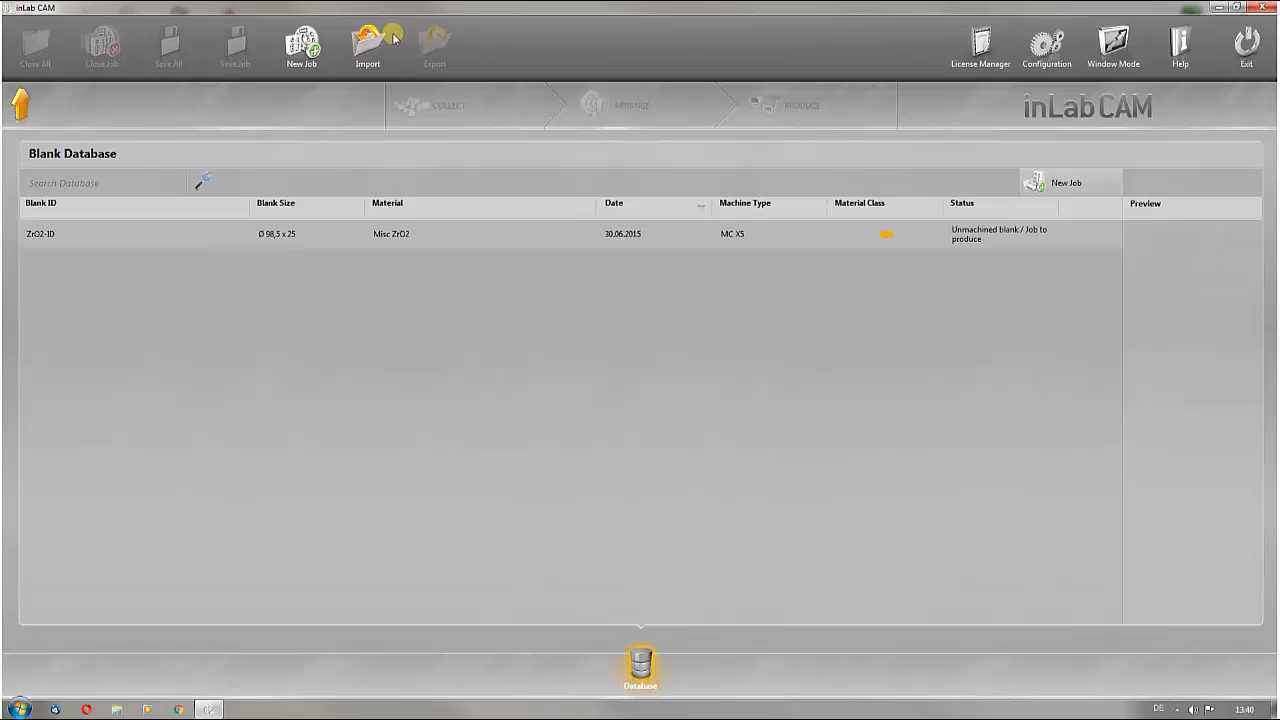 inLab CAM
Close All
Close Job
Save All
Save Job
New Job
Import
Export
License Manager
Configuration
Window Mode
Help
Exit
COLLECT
ARRANGE
PRODUCE
inLab CAM
Blank Database
Search Database
New Job
Blank ID
Blank Size
Material
Date
Machine Type
Material Class
Status
Preview
ZrO2-ID
Ø 98,5 x 25
Misc ZrO2
30.06.2015
MC X5
Unmachined blank / Job to
produce
Database
DE
13:40